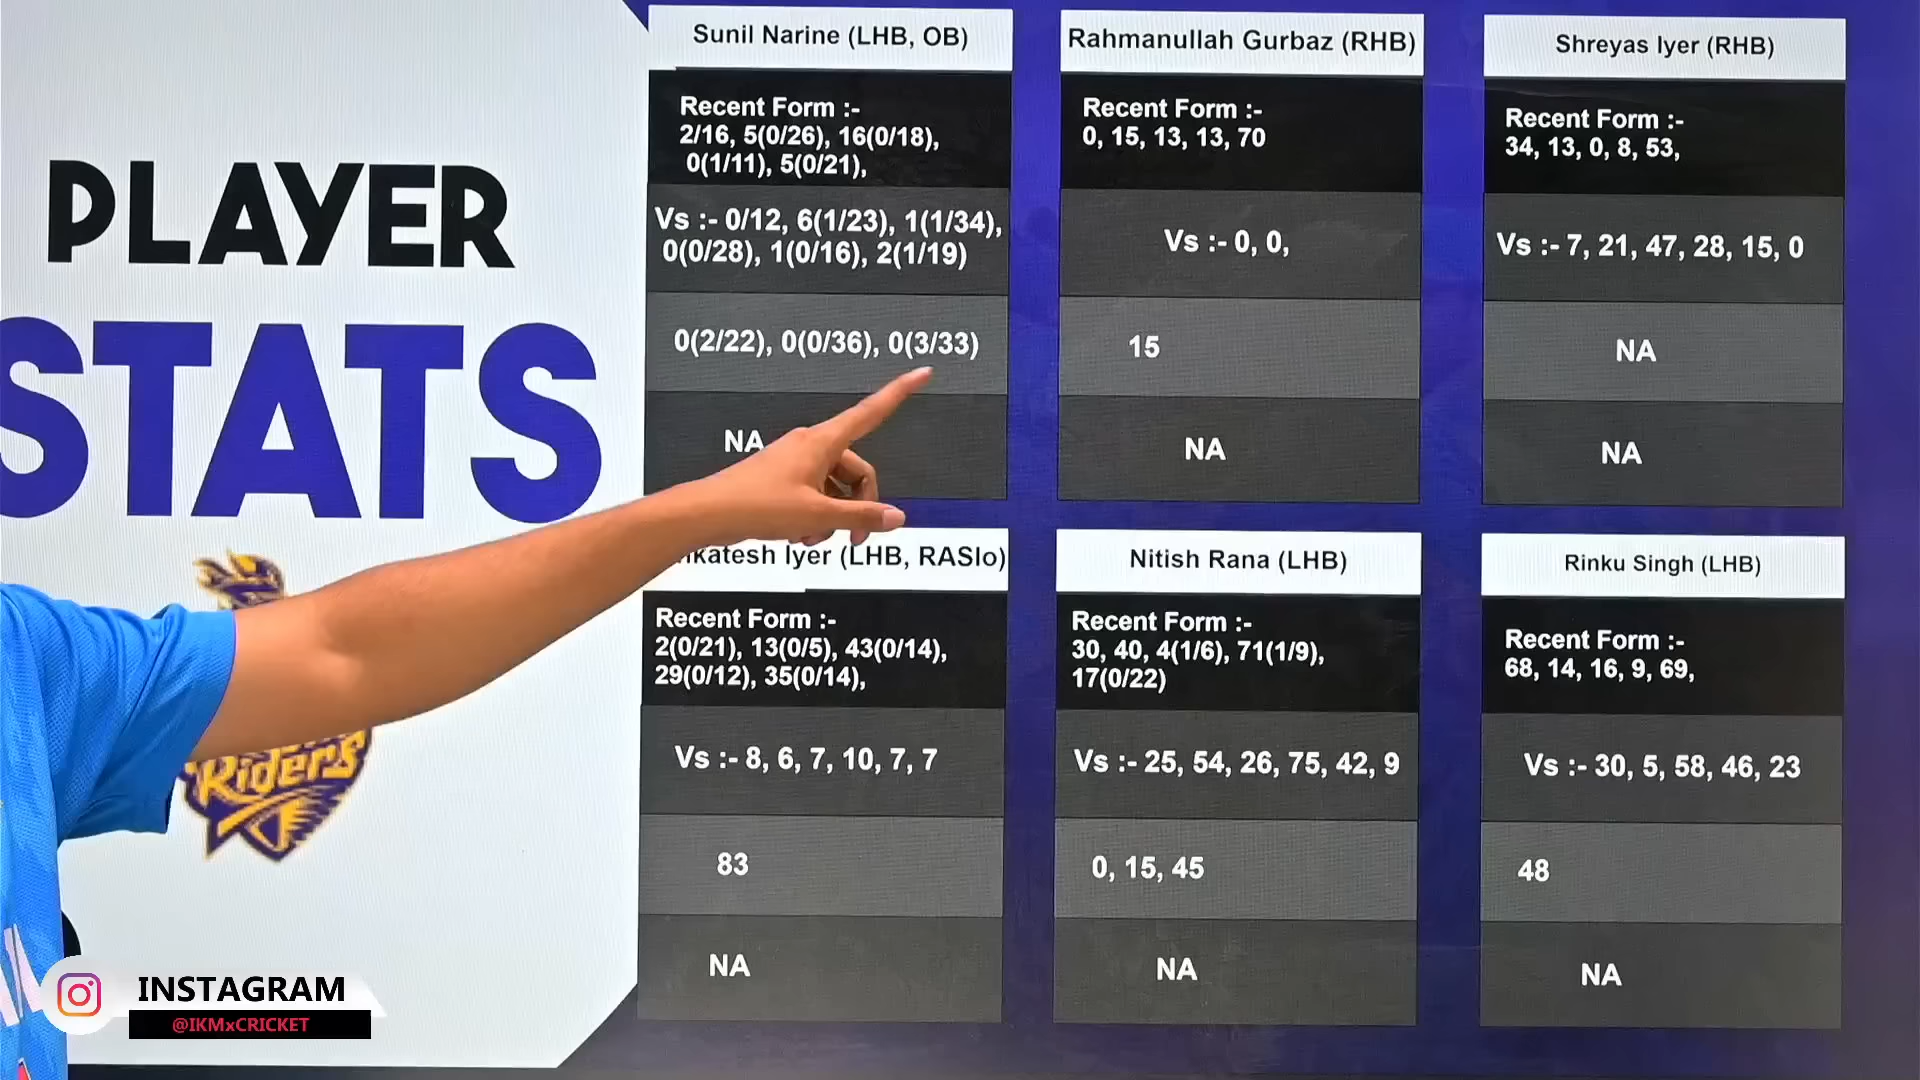 PLAYER
STATS
Riders
Sunil Narine (LHB, OB)
Recent Form :-
2/16, 5(0/26), 16(0/18),
0(1/11), 5(0/21),
Vs :- 0/12, 6(1/23), 1(1/34),
0(0/28), 1(0/16), 2(1/19)
0(2/22), 0(0/36), 0(3/33)
NA
Rahmanullah Gurbaz (RHB)
Recent Form :-
0, 15, 13, 13, 70
Vs :- 0, 0,
15
NA
Shreyas Iyer (RHB)
Recent Form :-
34, 13, 0, 8, 53,
Vs :- 7, 21, 47, 28, 15, 0
NA
NA
katesh Iyer (LHB, RASlo)
Recent Form :-
2(0/21), 13(0/5), 43(0/14),
29(0/12), 35(0/14),
Vs :- 8, 6, 7, 10, 7, 7
83
NA
Nitish Rana (LHB)
Recent Form :-
30, 40, 4(1/6), 71(1/9),
17(0/22)
Vs :- 25, 54, 26, 75, 42, 9
0, 15, 45
NA
Rinku Singh (LHB)
Recent Form :-
68, 14, 16, 9, 69,
Vs :- 30, 5, 58, 46, 23
48
NA
INSTAGRAM
@IKMxCRICKET